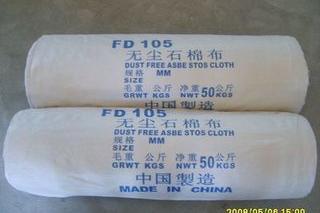 FD 105
无尘石棉布
DUST FREE ASBE STOS CLOTH
规格 MM
SIZE
毛重 公斤 净重 50 公斤
GRWT KGS NWT KGS
中国製造
FD 105
无尘石棉布
DUST FREE ASBE STOS CLOTH
规格 MM
SIZE
毛重 公斤 净重 50 公斤
GRWT KGS NWT KGS
中国製造
MADE IN CHINA
2008/05/06 15:00